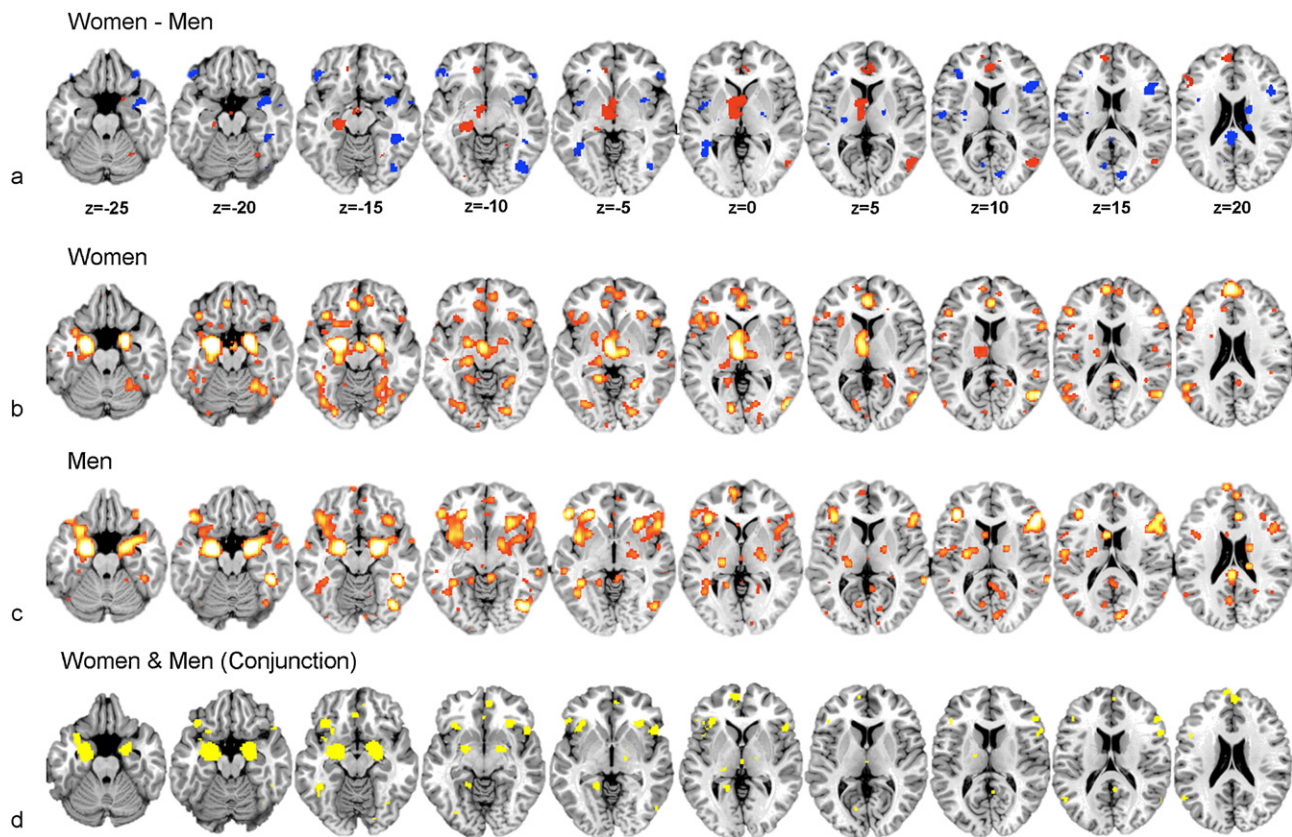 Women - Men
a
z=-25 z=-20 z=-15 z=-10 z=-5 z=0 z=5 z=10 z=15 z=20
Women
b
Men
c
Women & Men (Conjunction)
d